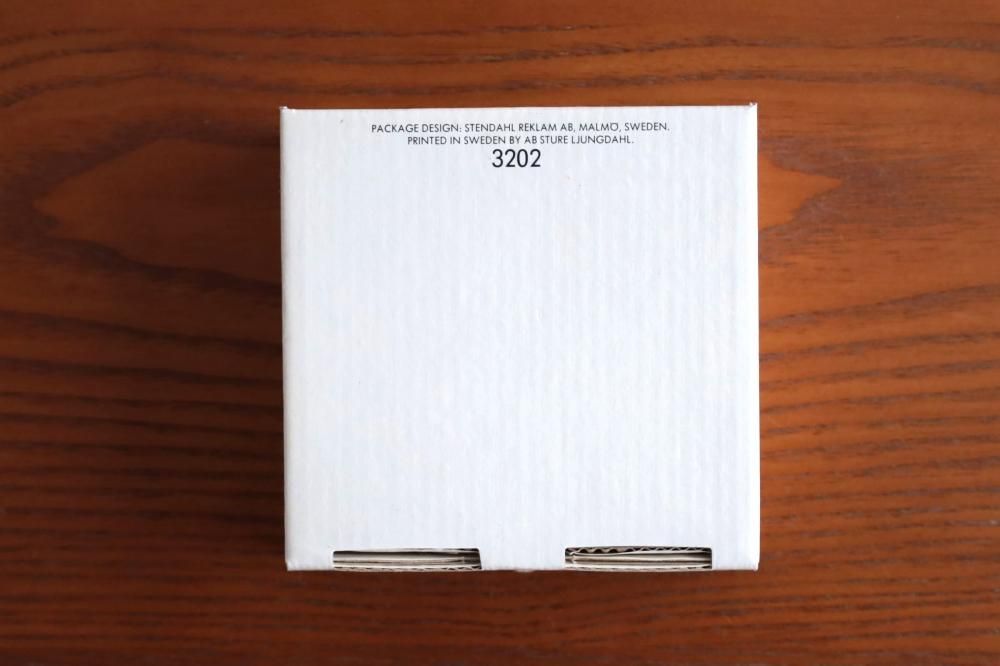 PACKAGE DESIGN: STENDAHL REKLAM AB, MALMÖ, SWEDEN.
PRINTED IN SWEDEN BY AB STURE LJUNGDAHL.
3202